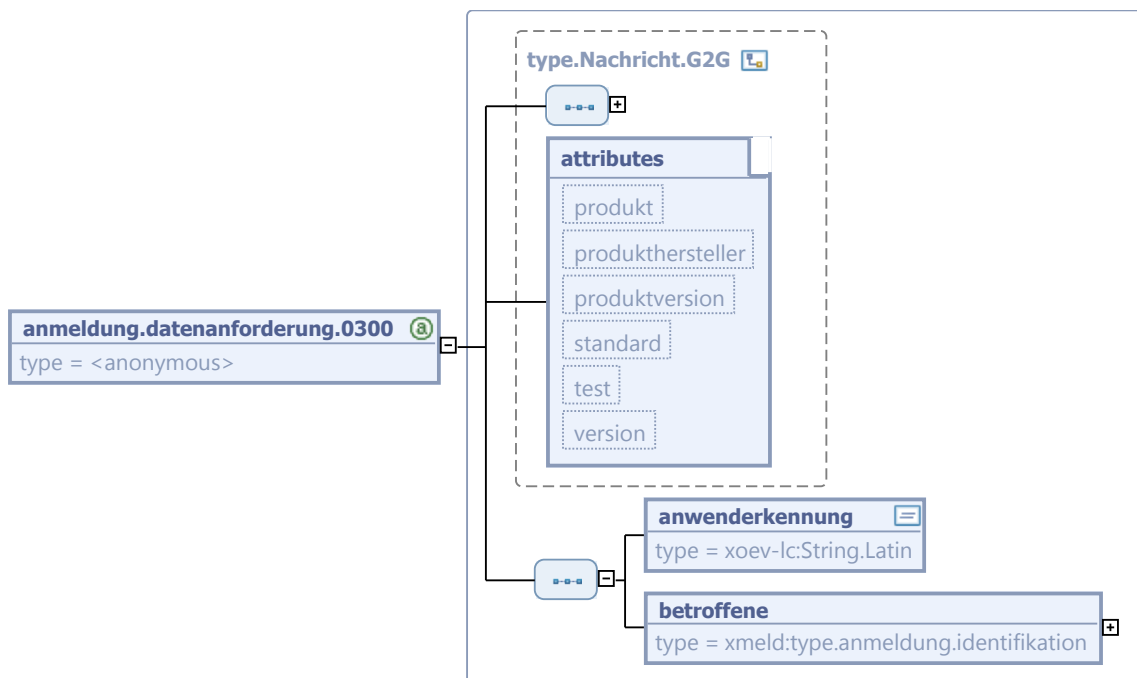 type.Nachricht.G2G
attributes
produkt
produkthersteller
produktversion
standard
test
version
anmeldung.datenanforderung.0300 a
type = <anonymous>
anwenderkennung
type = xoev-lc:String.Latin
betroffene
type = xmeld:type.anmeldung.identifikation